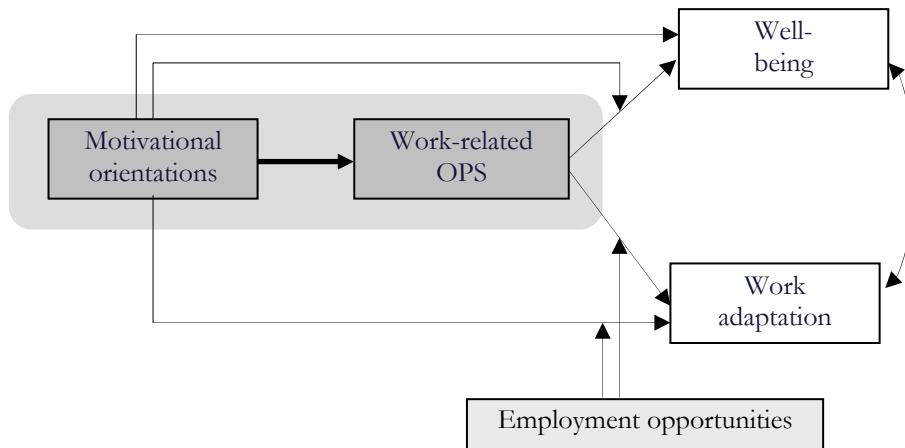 Well-
being
Motivational
orientations
Work-related
OPS
Work
adaptation
Employment opportunities